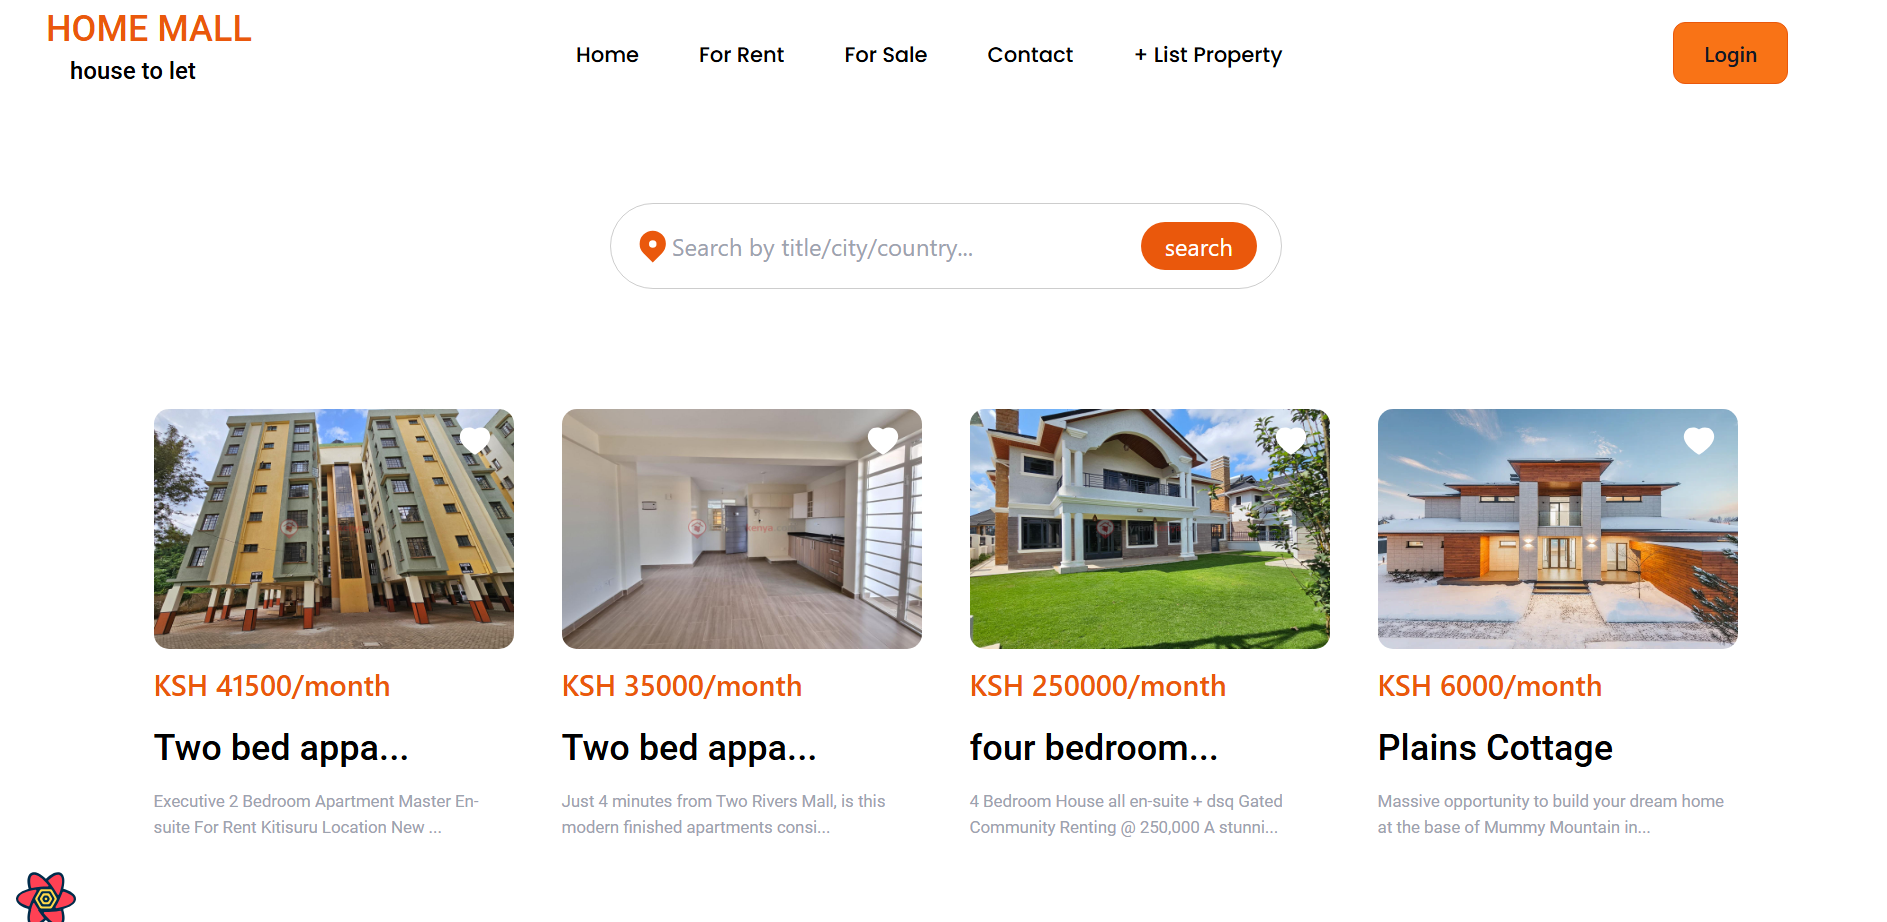 HOME MALL
house to let
Home
For Rent
For Sale
Contact
+ List Property
Login
Search by title/city/country...
search
KSH 41500/month
Two bed appa...
Executive 2 Bedroom Apartment Master En-
suite For Rent Kitisuru Location New ...
kenya
KSH 35000/month
Two bed appa...
Just 4 minutes from Two Rivers Mall, is this
modern finished apartments consi...
KSH 250000/month
four bedroom...
4 Bedroom House all en-suite + dsq Gated
Community Renting @ 250,000 A stunni...
KSH 6000/month
Plains Cottage
Massive opportunity to build your dream home
at the base of Mummy Mountain in...